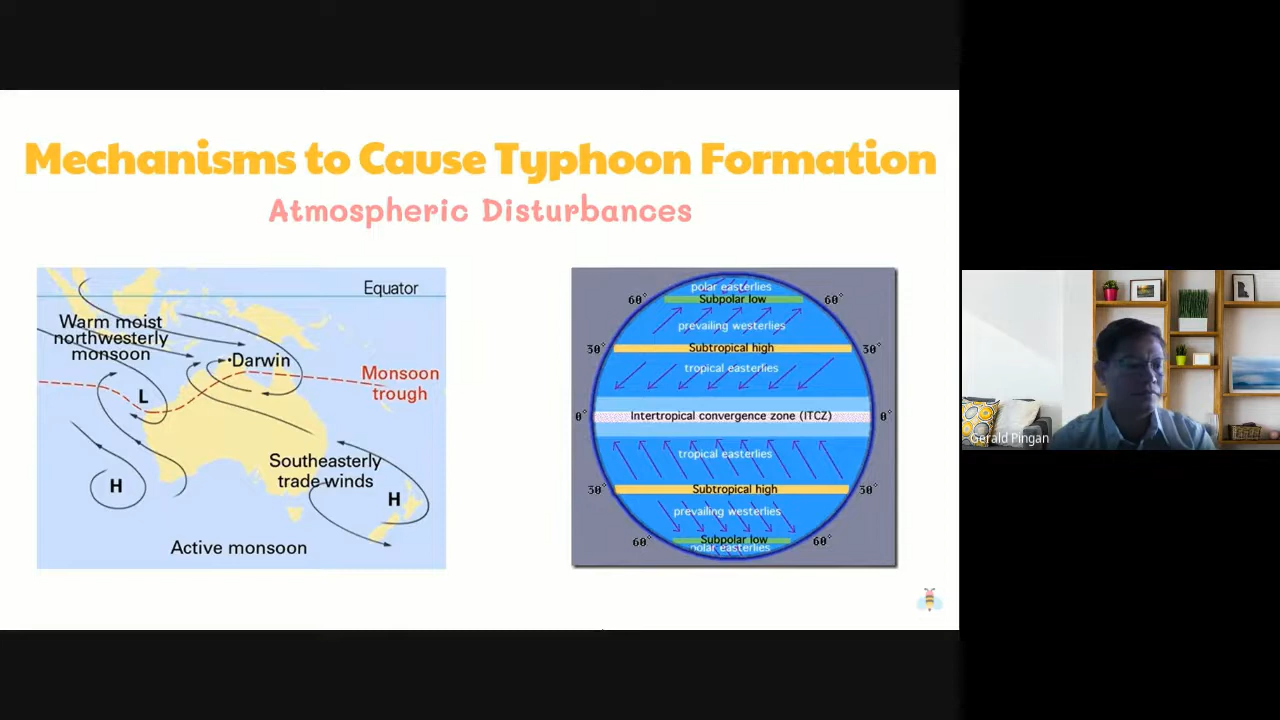 Mechanisms to Cause Typhoon Formation
Atmospheric Disturbances
Equator
Warm moist
northwesterly
monsoon
Darwin
Monsoon
trough
L
Southeasterly
trade winds
H
H
Active monsoon
polar easterlies
60° Subpolar low 60°
prevailing westerlies
30° Subtropical high 30°
tropical easterlies
0° Intertropical convergence zone (ITCZ) 0°
tropical easterlies
30° Subtropical high 30°
prevailing westerlies
60° Subpolar low 60°
polar easterlies
Gerald Pingan